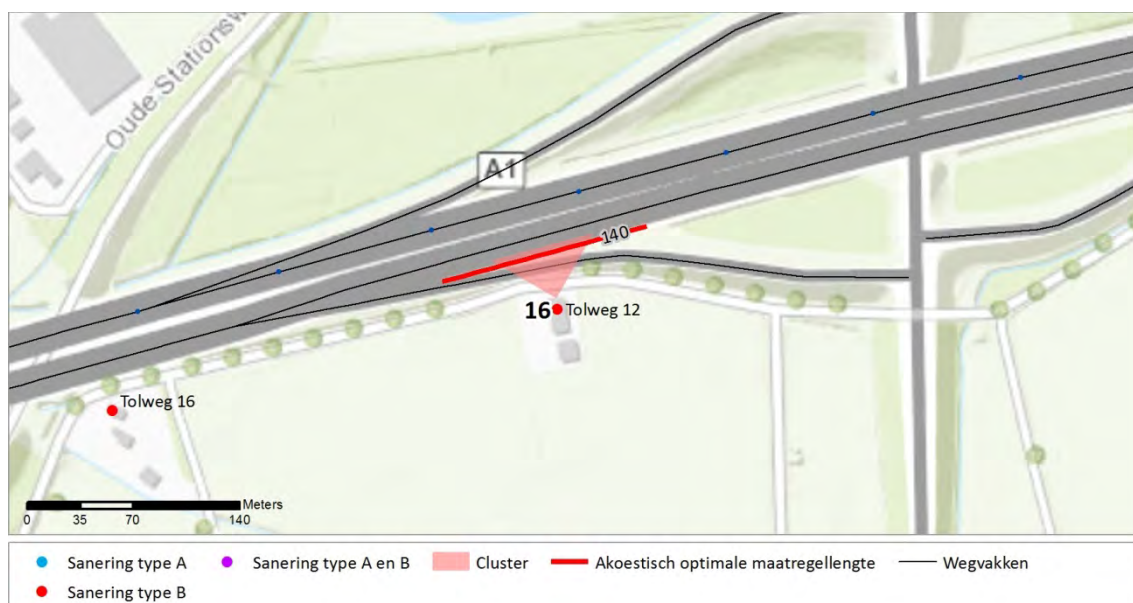 Oude Stationsw
A1
140
16 Tolweg 12
Tolweg 16
Meters
0 35 70 140
Sanering type A Sanering type A en B Cluster Akoestisch optimale maatregellengte Wegvakken
Sanering type B